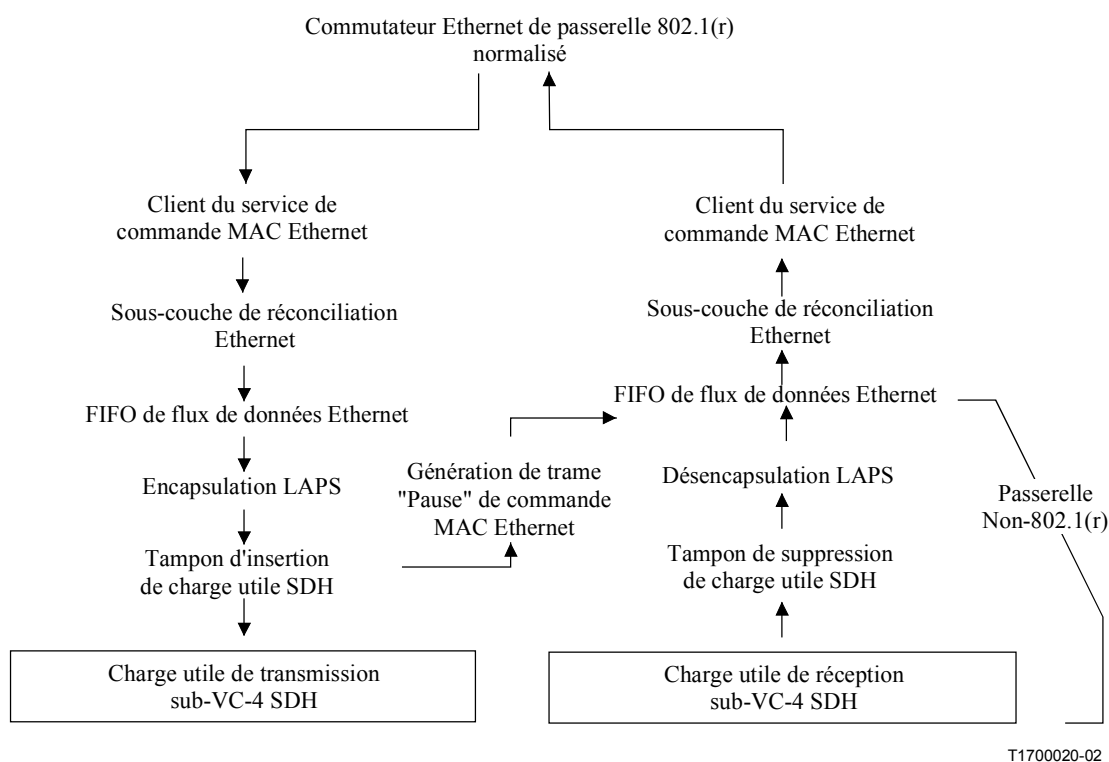 Commutateur Ethernet de passerelle 802.1(r)
normalisé
Client du service de
commande MAC Ethernet
Sous-couche de réconciliation
Ethernet
FIFO de flux de données Ethernet
Encapsulation LAPS
Tampon d'insertion
de charge utile SDH
Charge utile de transmission
sub-VC-4 SDH
Génération de trame
"Pause" de commande
MAC Ethernet
Client du service de
commande MAC Ethernet
Sous-couche de réconciliation
Ethernet
FIFO de flux de données Ethernet
Désencapsulation LAPS
Tampon de suppression
de charge utile SDH
Charge utile de réception
sub-VC-4 SDH
Passerelle
Non-802.1(r)
T1700020-02